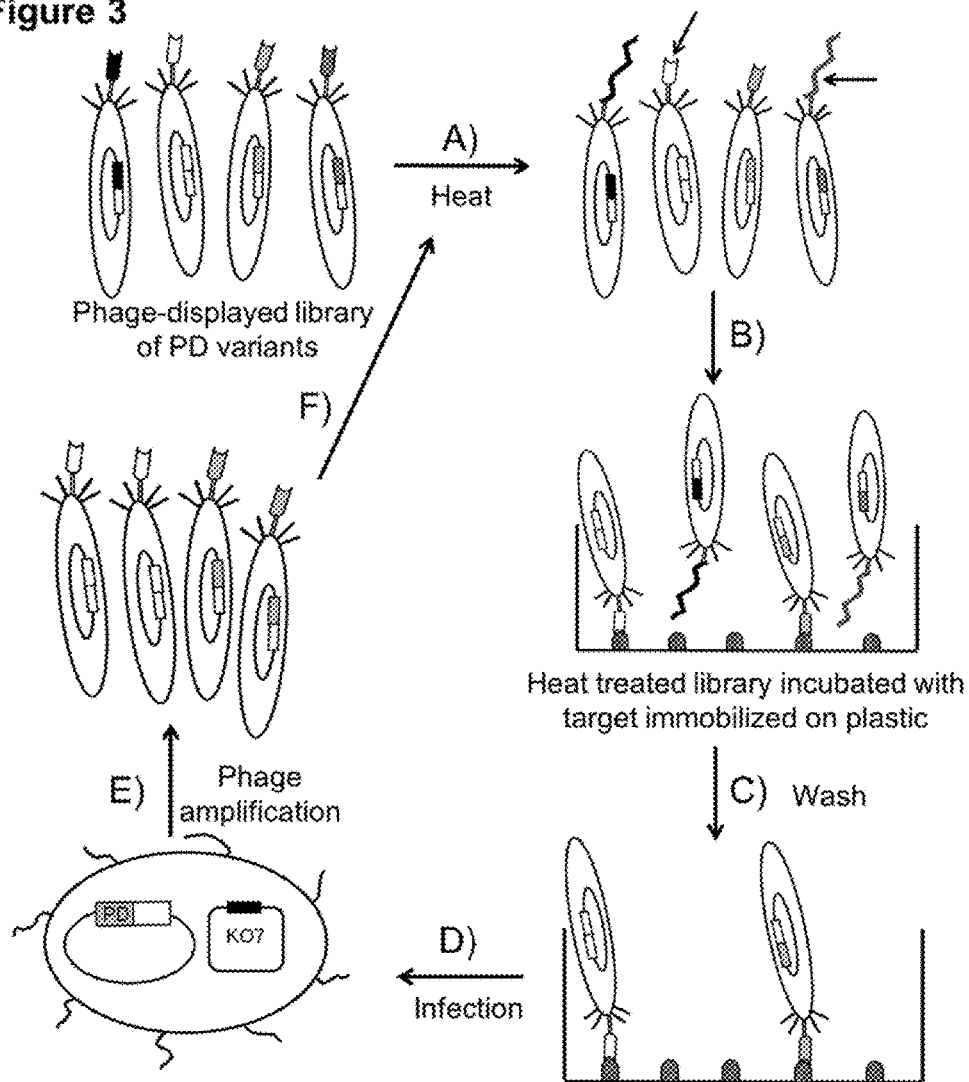 Figure 3
A)
Heat
Phage-displayed library
of PD variants
B)
F)
Heat treated library incubated with
target immobilized on plastic
C) Wash
E)
Phage
amplification
PD
KO7
D)
Infection